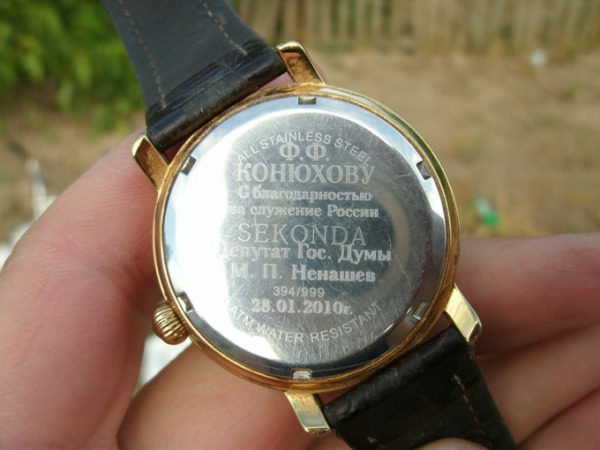 ALL STAINLESS STEEL
Ф.Ф.
КОНЮХОВУ
С благодарностью
за служение России
SEKONDA
Депутат Гос. Думы
М. П. Ненашев
394/999
28.01.2010г.
ATM WATER RESISTANT